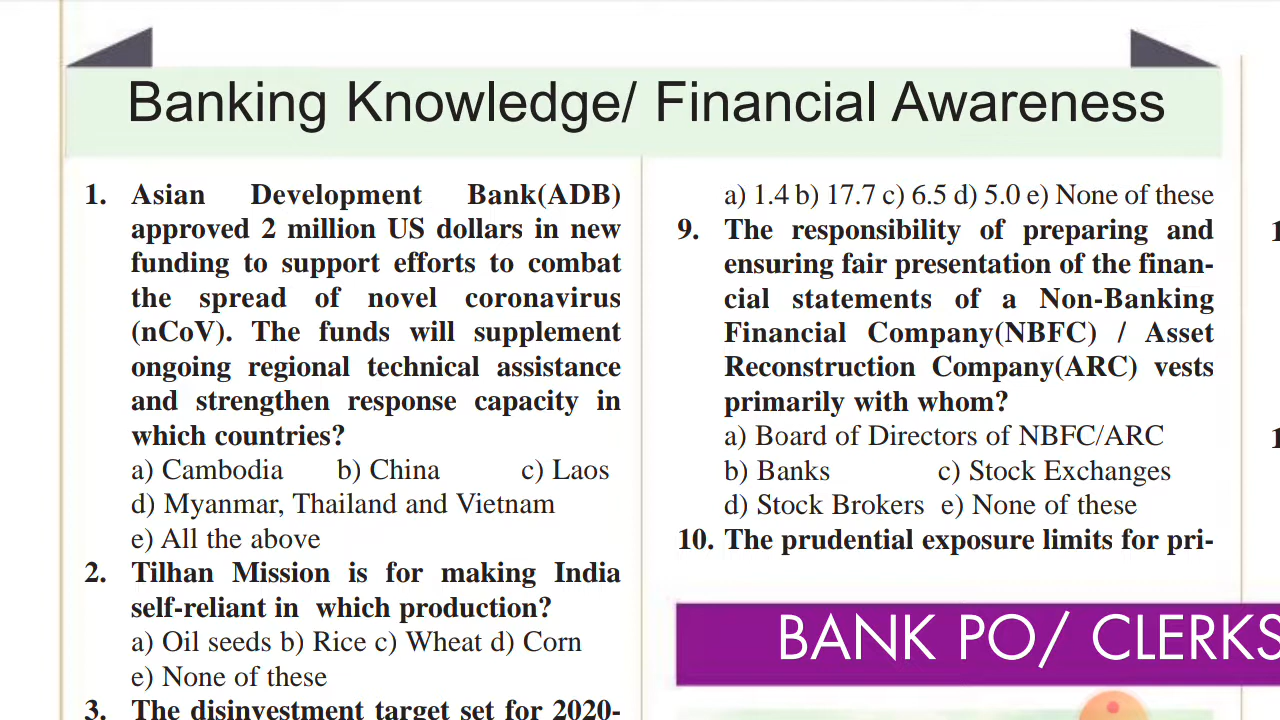 Banking Knowledge/ Financial Awareness
1. Asian Development Bank(ADB)
approved 2 million US dollars in new
funding to support efforts to combat
the spread of novel coronavirus
(nCoV). The funds will supplement
ongoing regional technical assistance
and strengthen response capacity in
which countries?
a) Cambodia b) China c) Laos
d) Myanmar, Thailand and Vietnam
e) All the above
2. Tilhan Mission is for making India
self-reliant in which production?
a) Oil seeds b) Rice c) Wheat d) Corn
e) None of these
3. The disinvestment target set for 2020-
a) 1.4 b) 17.7 c) 6.5 d) 5.0 e) None of these
9. The responsibility of preparing and
ensuring fair presentation of the finan-
cial statements of a Non-Banking
Financial Company(NBFC) / Asset
Reconstruction Company(ARC) vests
primarily with whom?
a) Board of Directors of NBFC/ARC
b) Banks c) Stock Exchanges
d) Stock Brokers e) None of these
10. The prudential exposure limits for pri-
BANK PO/ CLERKS